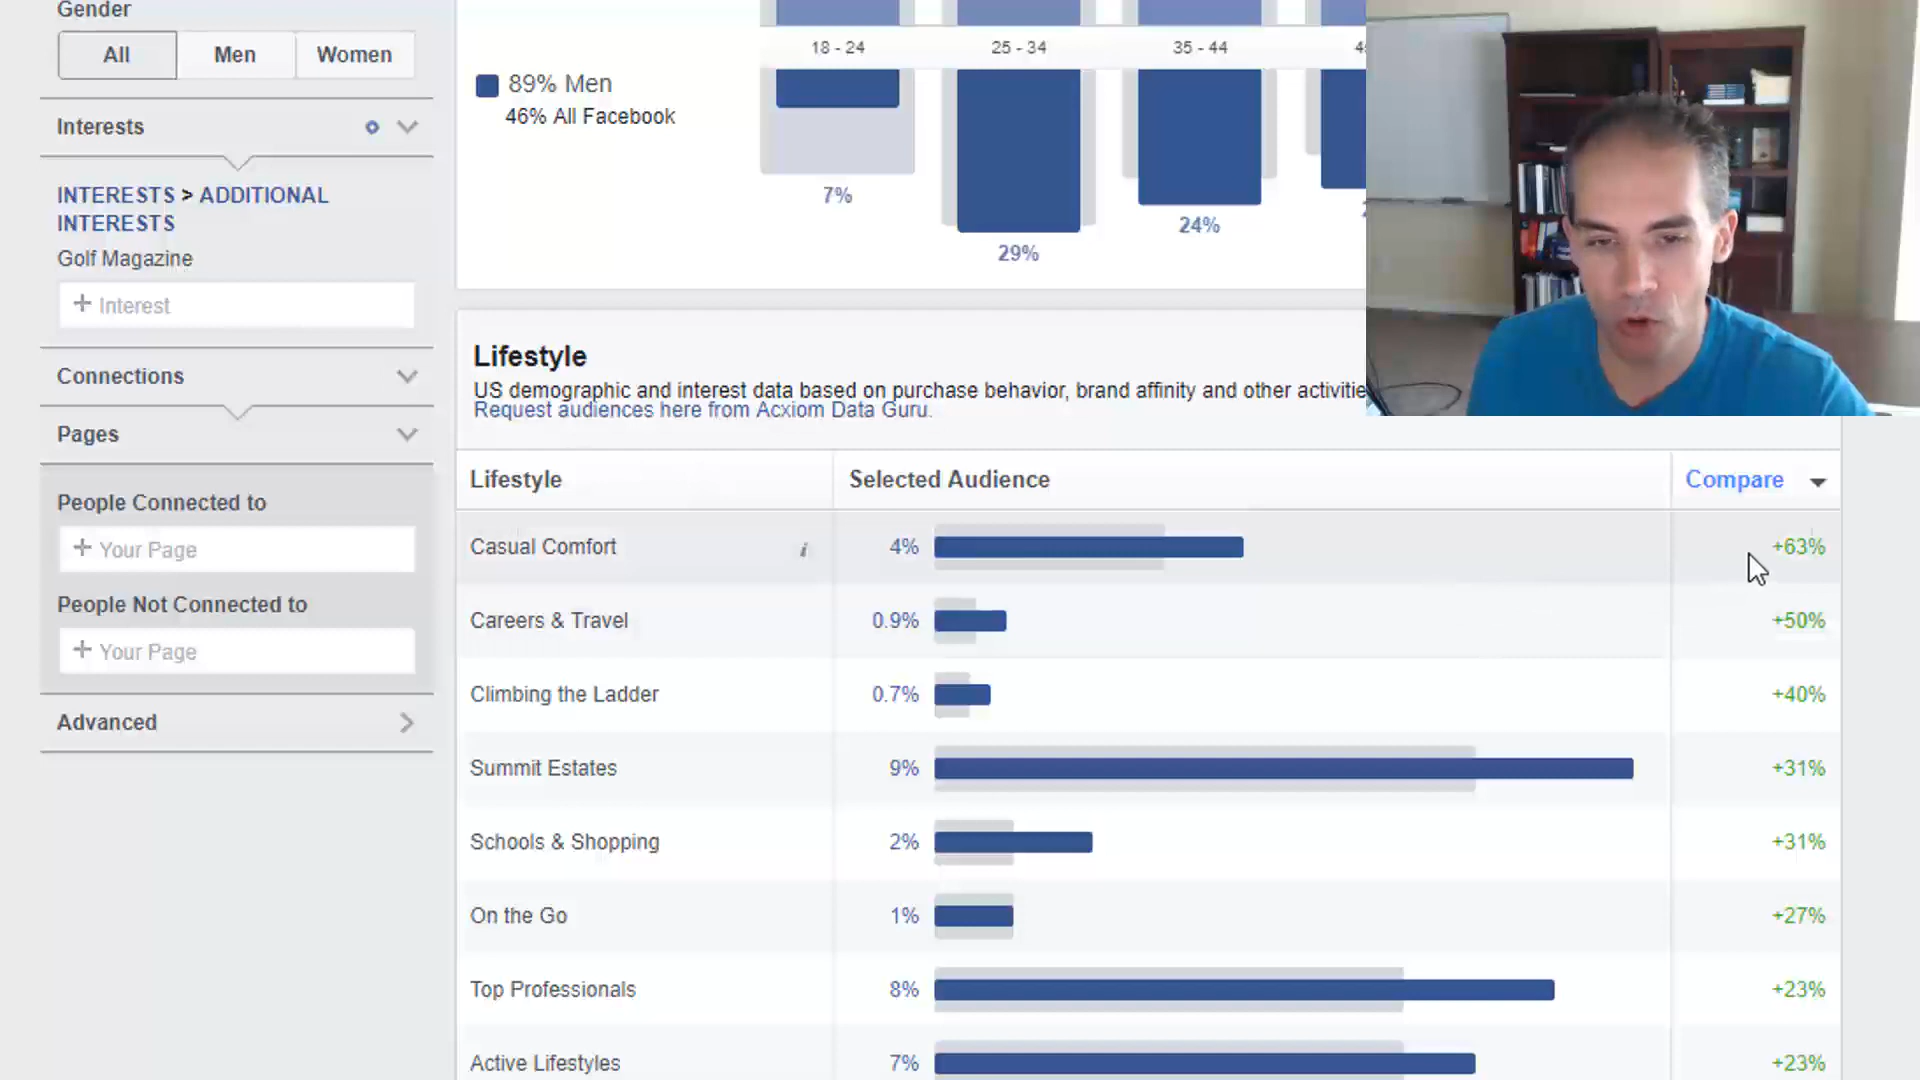 Gender
All Men Women
Interests
INTERESTS > ADDITIONAL
INTERESTS
Golf Magazine
+ Interest
Connections
Pages
People Connected to
+ Your Page
People Not Connected to
+ Your Page
Advanced
18 - 24 25 - 34 35 - 44
89% Men
46% All Facebook
7% 29% 24%
Lifestyle
US demographic and interest data based on purchase behavior, brand affinity and other activitie
Request audiences here from Acxiom Data Guru.
Lifestyle Selected Audience Compare
Casual Comfort i 4% +63%
Careers & Travel 0.9% +50%
Climbing the Ladder 0.7% +40%
Summit Estates 9% +31%
Schools & Shopping 2% +31%
On the Go 1% +27%
Top Professionals 8% +23%
Active Lifestyles 7% +23%